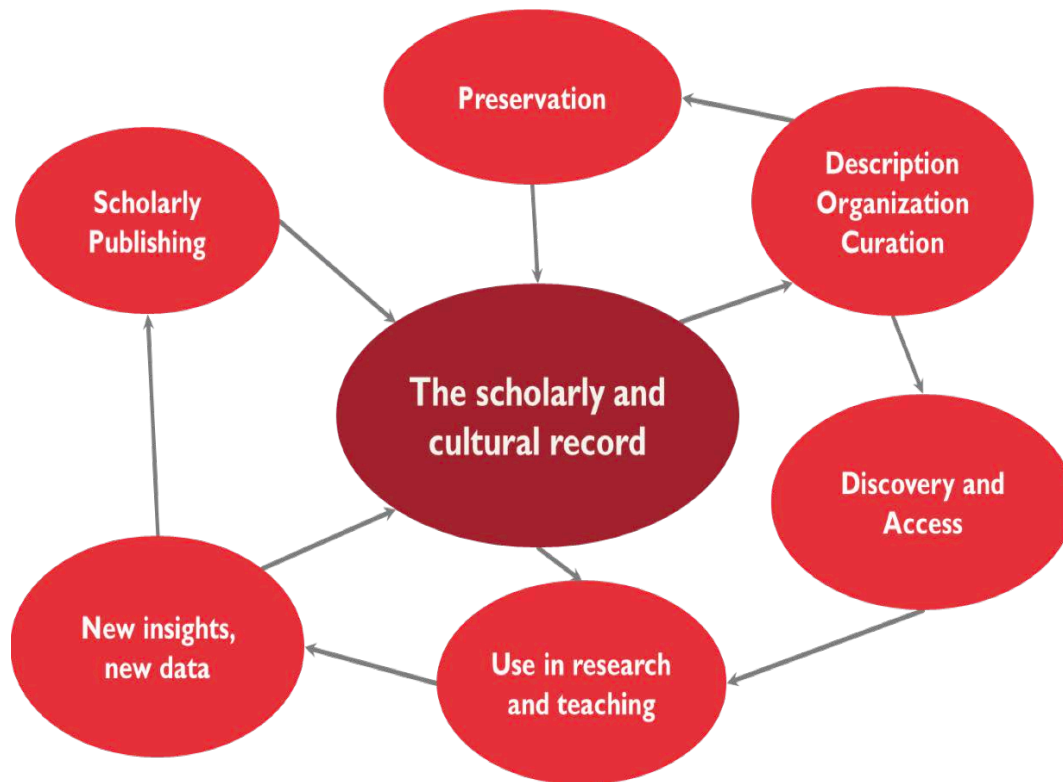 Preservation
Description
Organization
Curation
Scholarly
Publishing
The scholarly and
cultural record
Discovery and
Access
New insights,
new data
Use in research
and teaching